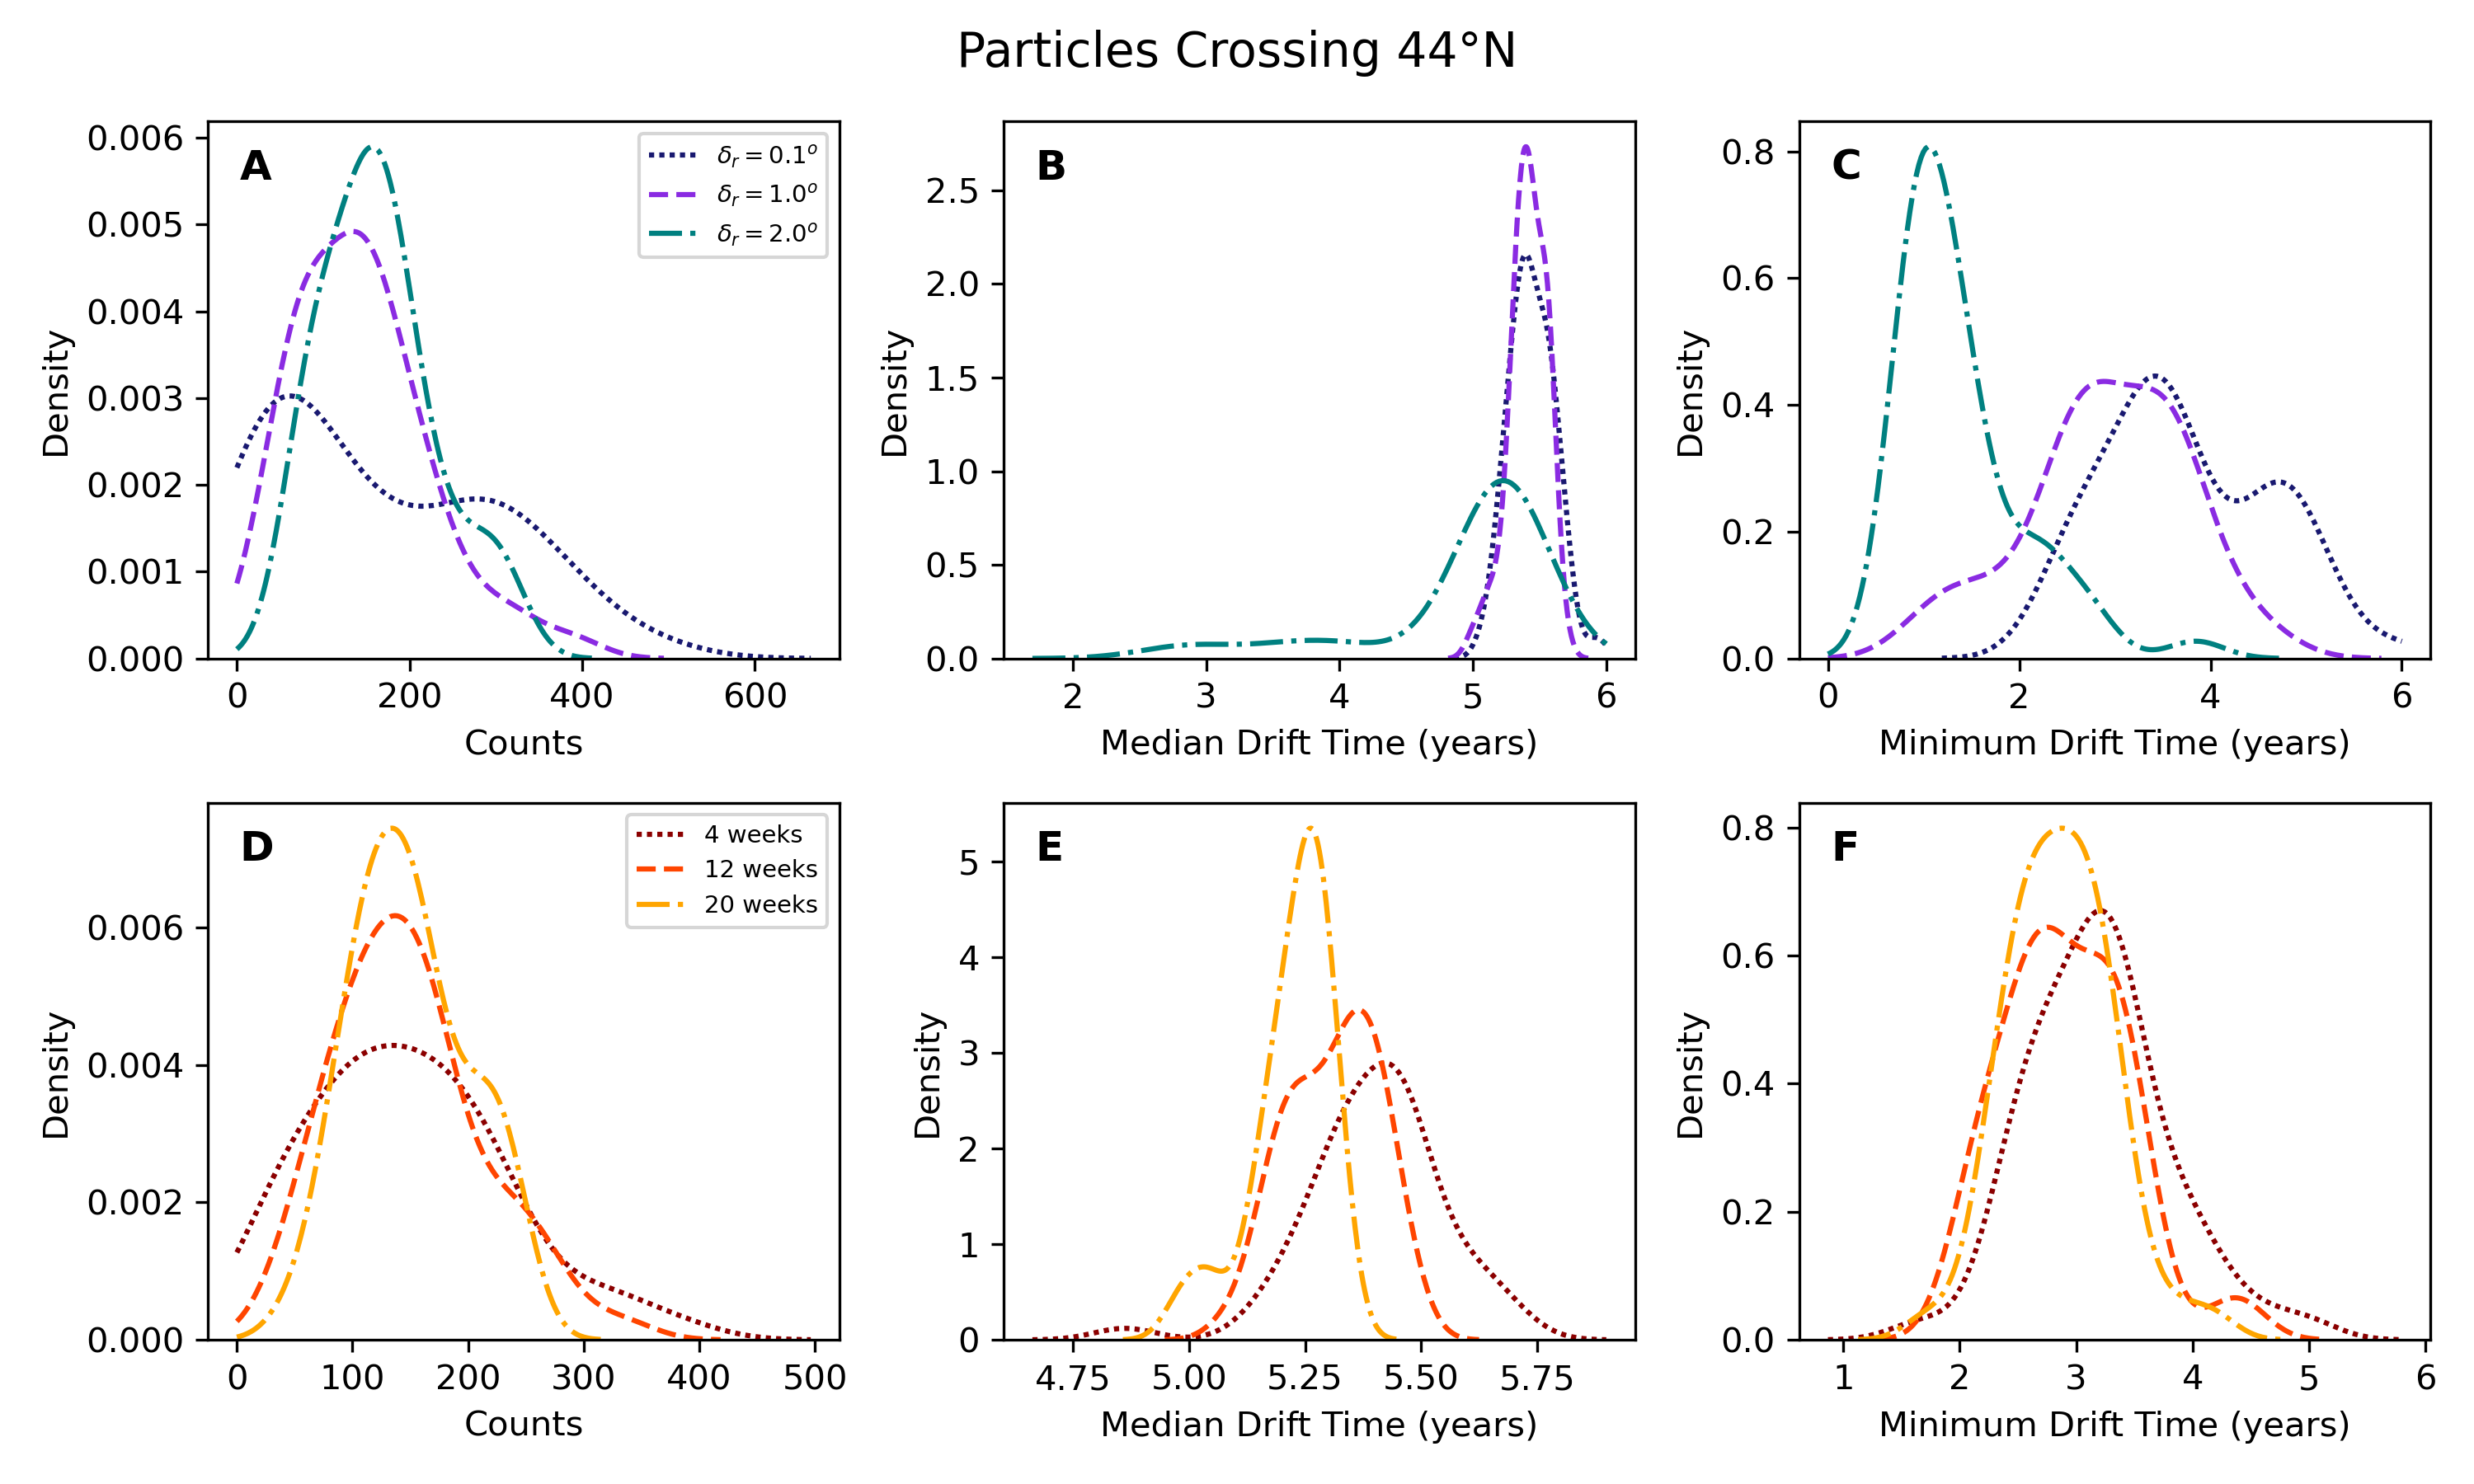 Particles Crossing 44°N
A
0.006
0.005
0.004
0.003
0.002
0.001
0.000
Density
0 200 400 600
Counts
δr = 0.1o
δr = 1.0o
δr = 2.0o
B
2.5
2.0
1.5
1.0
0.5
0.0
Density
2 3 4 5 6
Median Drift Time (years)
C
0.8
0.6
0.4
0.2
0.0
Density
0 2 4 6
Minimum Drift Time (years)
D
0.006
0.004
0.002
0.000
Density
0 100 200 300 400 500
Counts
4 weeks
12 weeks
20 weeks
E
5
4
3
2
1
0
Density
4.75 5.00 5.25 5.50 5.75
Median Drift Time (years)
F
0.8
0.6
0.4
0.2
0.0
Density
1 2 3 4 5 6
Minimum Drift Time (years)